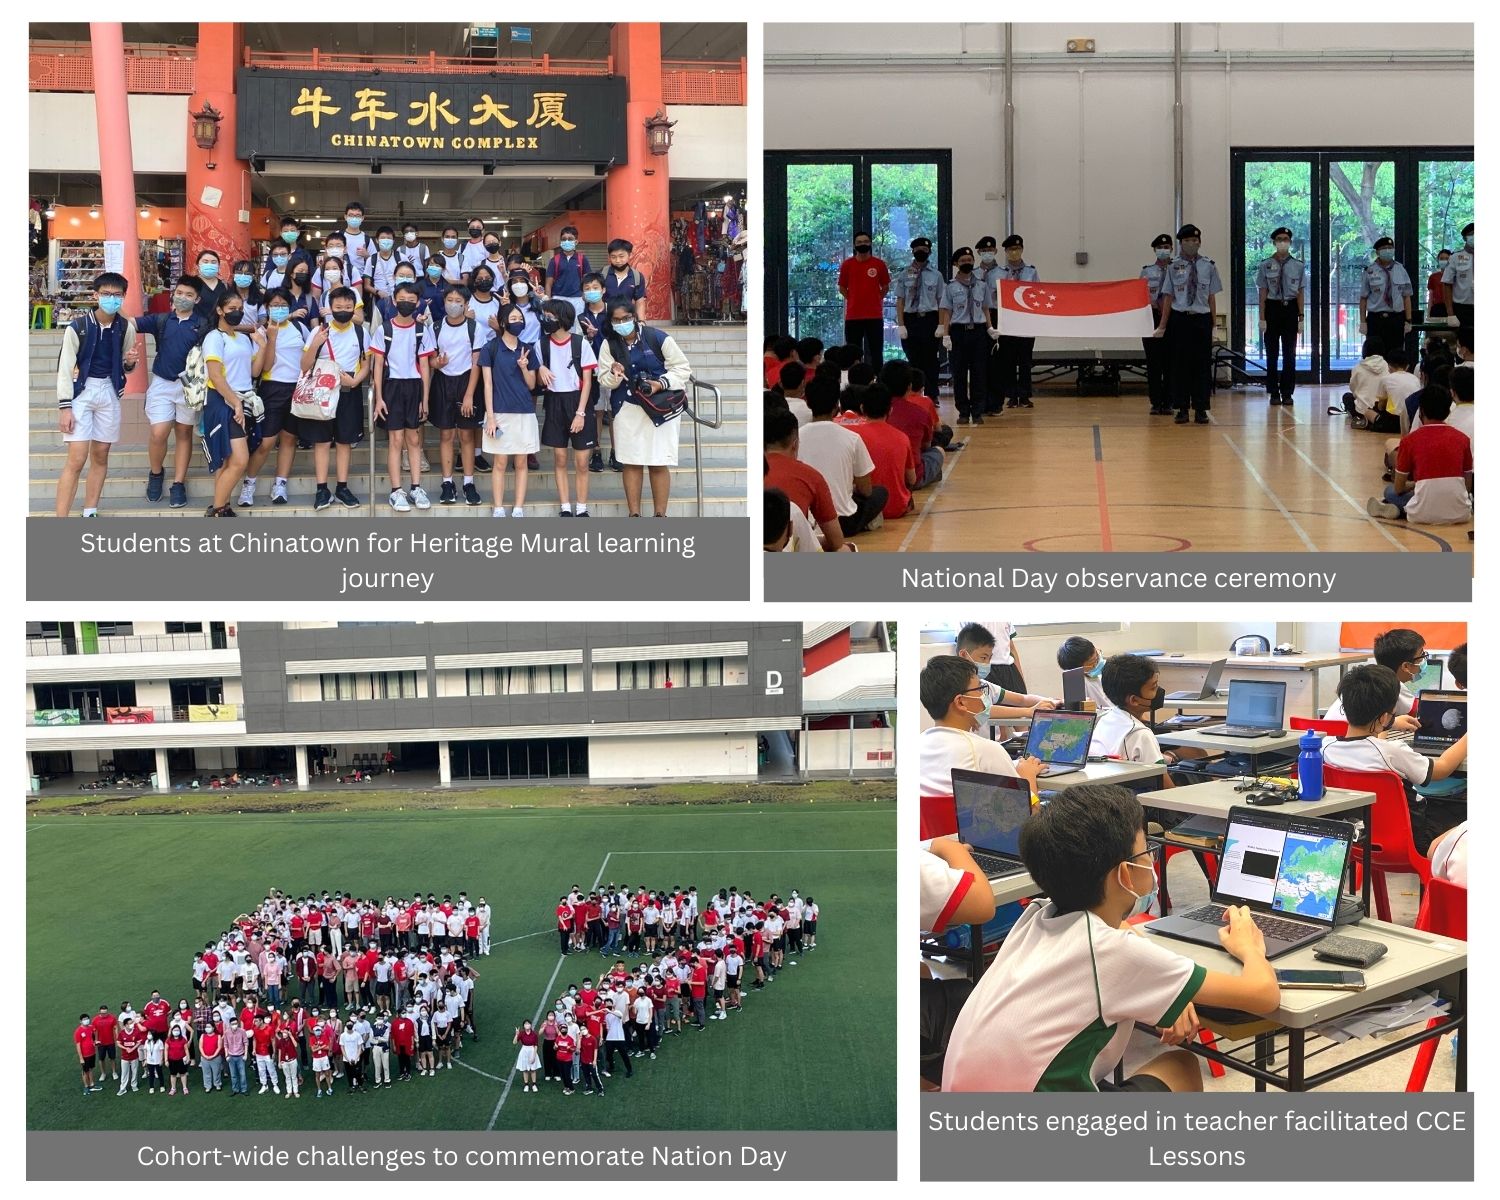 牛车水大厦
CHINATOWN COMPLEX
Students at Chinatown for Heritage Mural learning
journey
National Day observance ceremony
D
Cohort-wide challenges to commemorate Nation Day
Students engaged in teacher facilitated CCE
Lessons